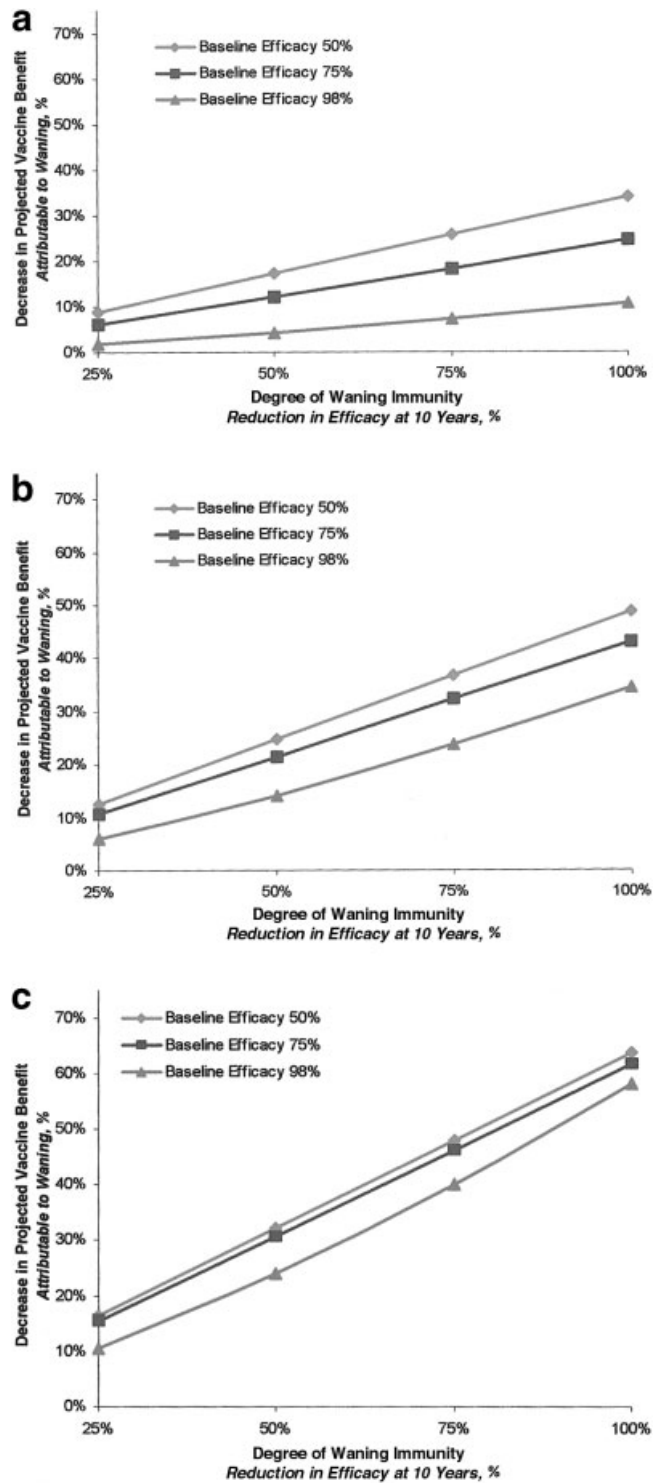 a
70%
60%
50%
40%
30%
20%
10%
0%
Baseline Efficacy 50%
Baseline Efficacy 75%
Baseline Efficacy 98%
Decrease in Projected Vaccine Benefit
Attributable to Waning, %
25%
50%
75%
100%
Degree of Waning Immunity
Reduction in Efficacy at 10 Years, %
b
70%
60%
50%
40%
30%
20%
10%
0%
Baseline Efficacy 50%
Baseline Efficacy 75%
Baseline Efficacy 98%
Decrease in Projected Vaccine Benefit
Attributable to Waning, %
25%
50%
75%
100%
Degree of Waning Immunity
Reduction in Efficacy at 10 Years, %
c
70%
60%
50%
40%
30%
20%
10%
0%
Baseline Efficacy 50%
Baseline Efficacy 75%
Baseline Efficacy 98%
Decrease in Projected Vaccine Benefit
Attributable to Waning, %
25%
50%
75%
100%
Degree of Waning Immunity
Reduction in Efficacy at 10 Years, %